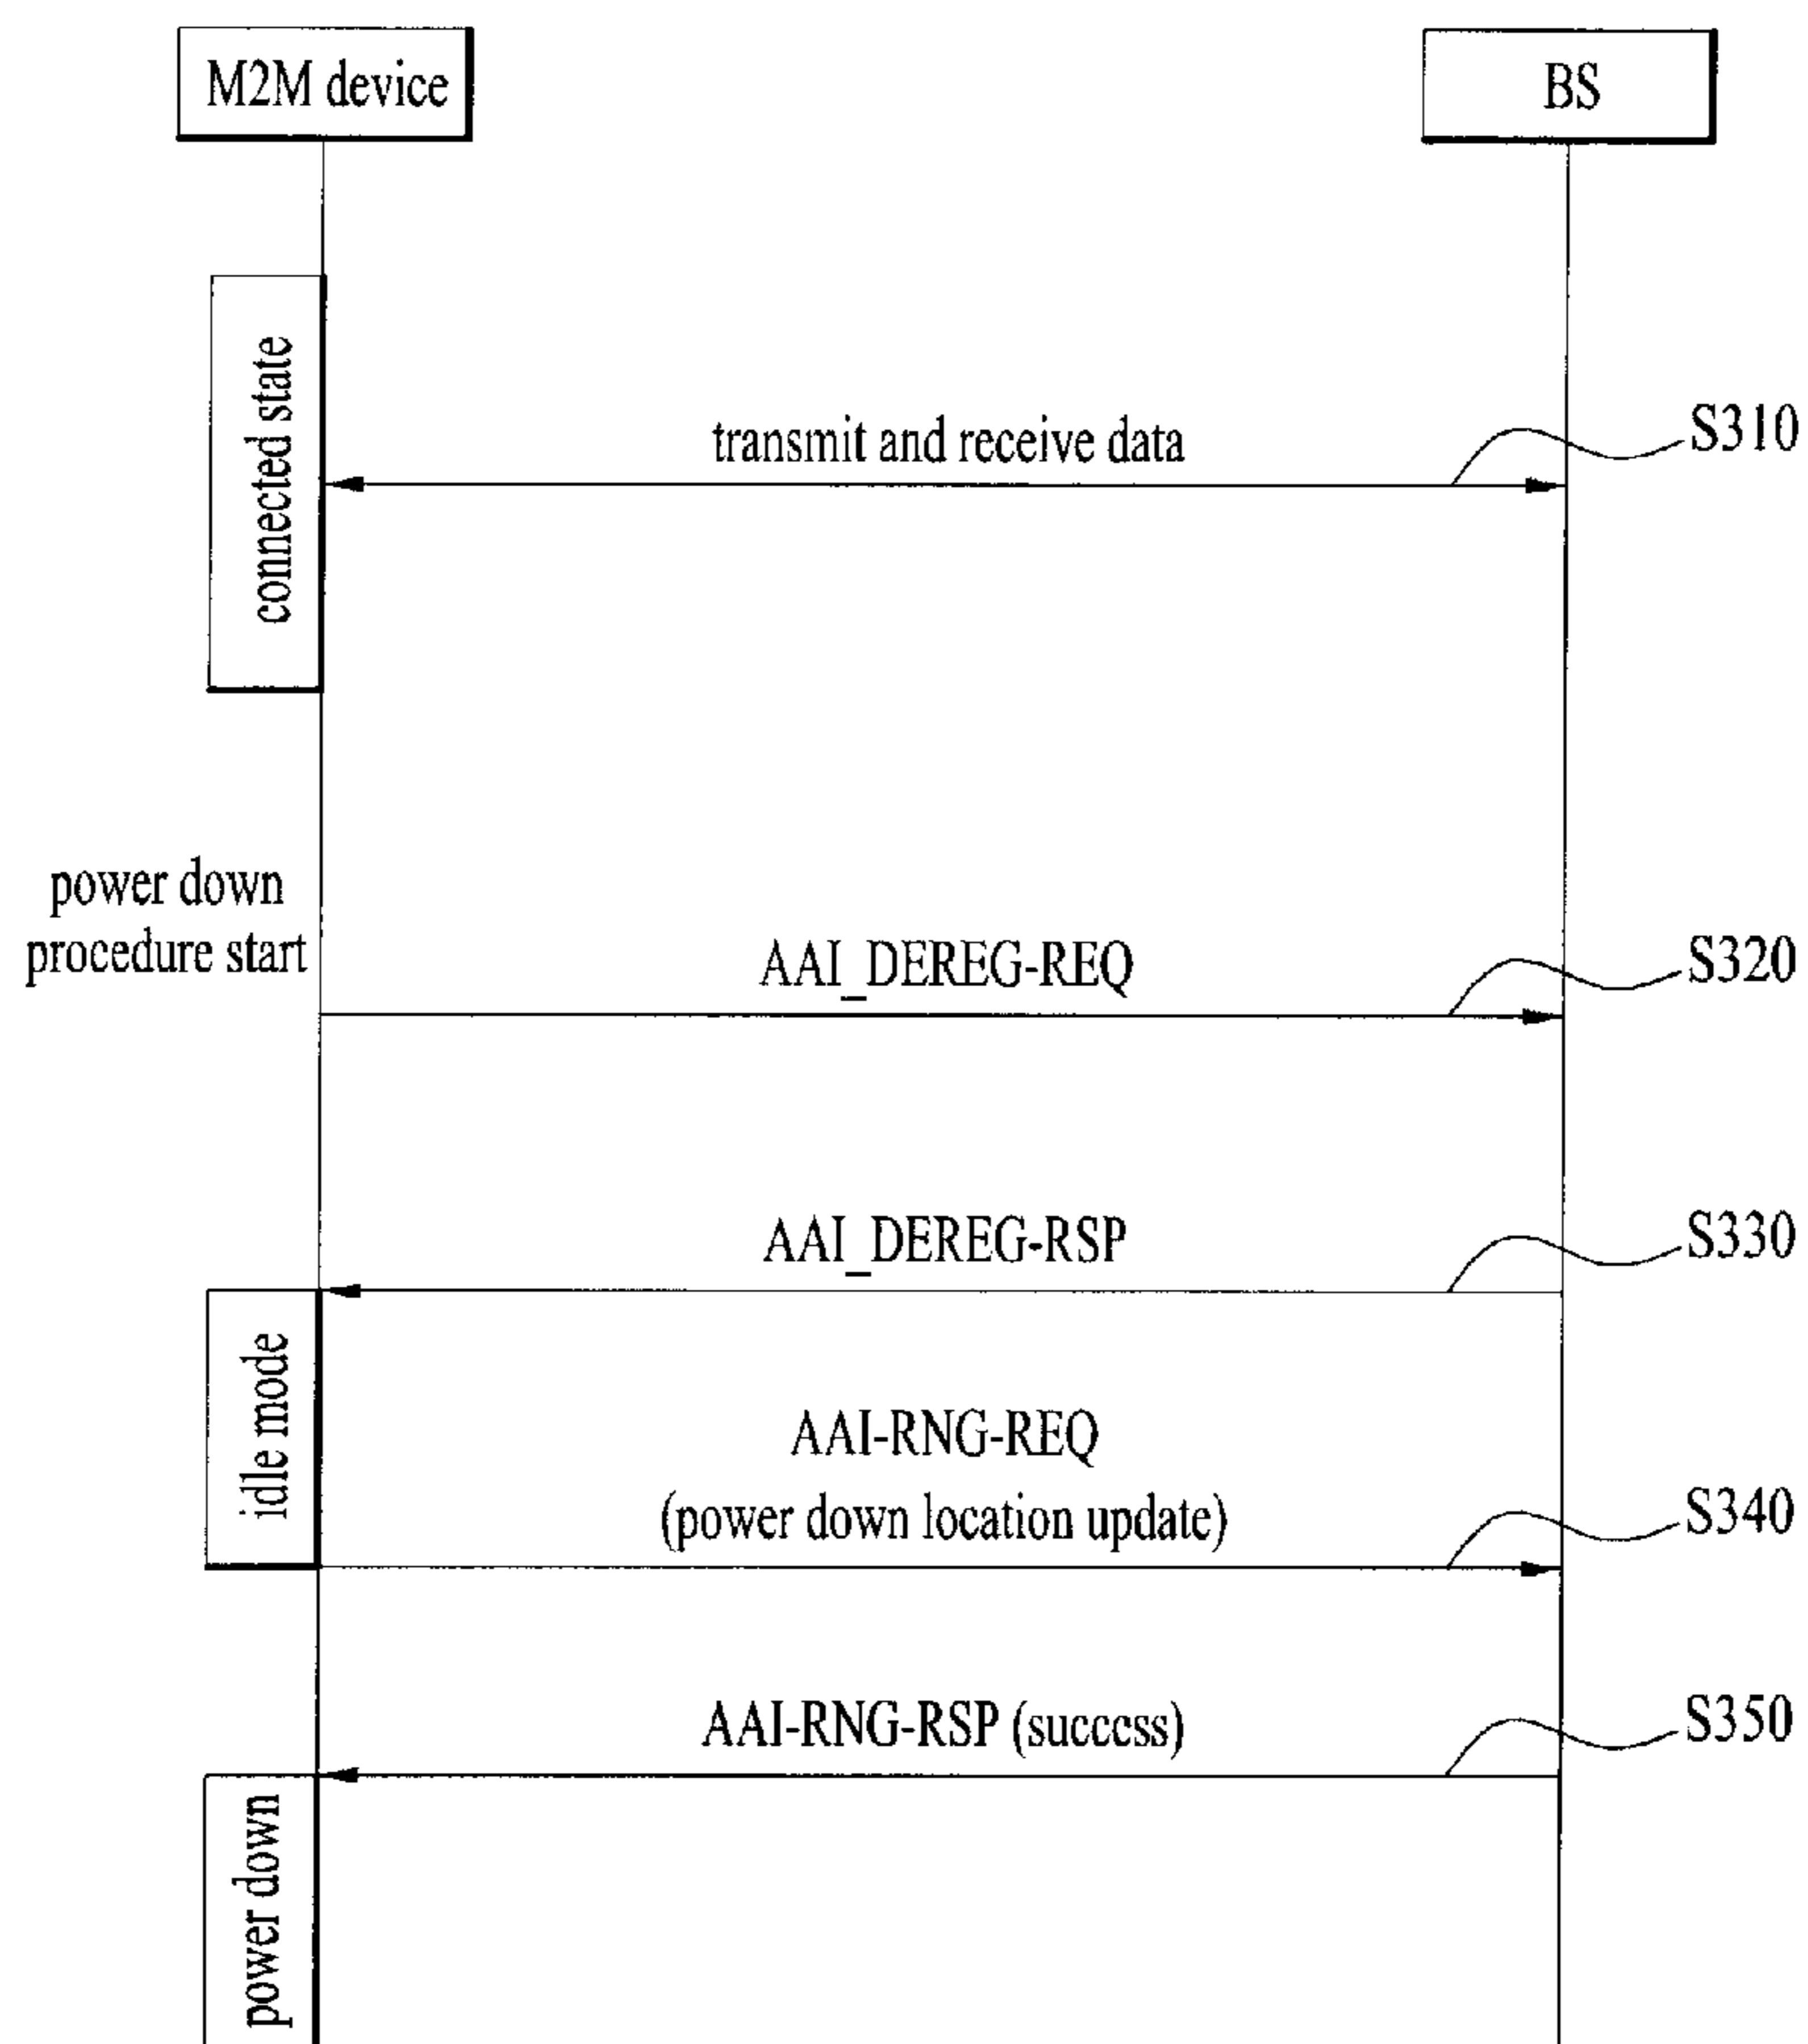 M2M device
BS
connected state
transmit and receive data
S310
power down
procedure start
AAI_DEREG-REQ
S320
AAI_DEREG-RSP
S330
idle mode
AAI-RNG-REQ
(power down location update)
S340
AAI-RNG-RSP (success)
S350
power down